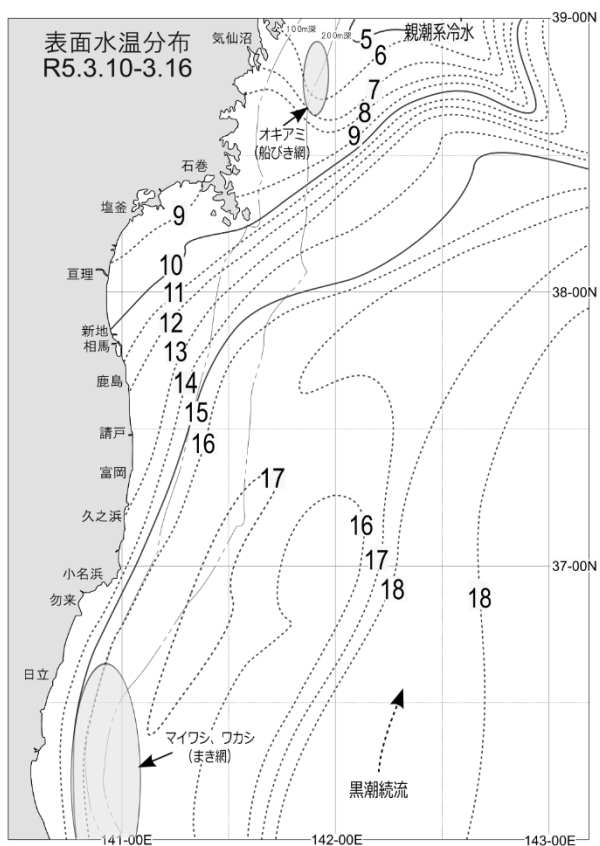 表面水温分布
R5.3.10-3.16
気仙沼
100m深
200m深
5
親潮系冷水
39-00N
6
7
8
9
オキアミ
(船びき網)
石巻
塩釜
9
亘理
10
11
38-00N
12
新地
相馬
13
鹿島
14
15
請戸
16
富岡
17
久之浜
16
小名浜
17
37-00N
勿来
18
18
日立
マイワシ、ワカシ
(まき網)
黒潮続流
141-00E
142-00E
143-00E